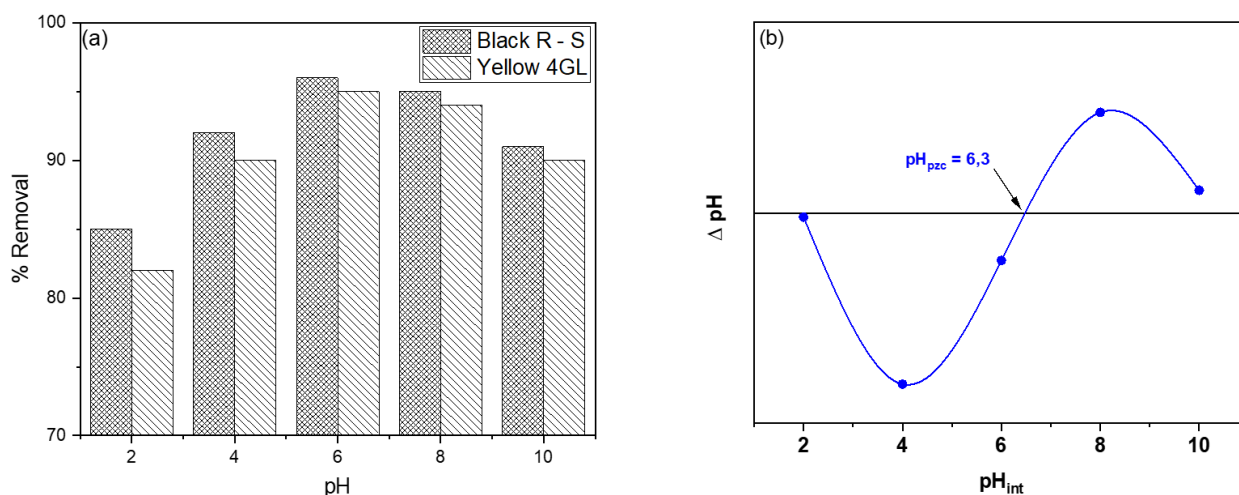 (a)
Black R - S
Yellow 4GL
100
90
80
70
% Removal
2 4 6 8 10
pH
(b)
pHpzc = 6,3
Δ pH
2 4 6 8 10
pHint